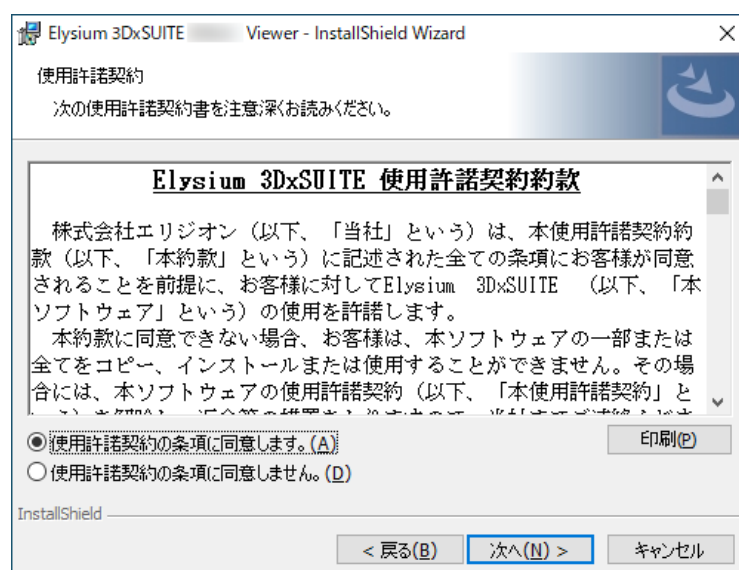 Elysium 3DxSUITE Viewer - InstallShield Wizard
使用許諾契約
次の使用許諾契約書を注意深くお読みください。
Elysium 3DxSUITE 使用許諾契約約款
株式会社エリジオン（以下、「当社」という）は、本使用許諾契約約
款（以下、「本約款」という）に記述された全ての条項にお客様が同意
されることを前提に、お客様に対してElysium 3DxSUITE （以下、「本
ソフトウェア」という）の使用を許諾します。
本約款に同意できない場合、お客様は、本ソフトウェアの一部または
全てをコピー、インストールまたは使用することができません。その場
合には、本ソフトウェアの使用許諾契約（以下、「本使用許諾契約」と
使用許諾契約の条項に同意します。(A)
印刷(P)
使用許諾契約の条項に同意しません。(D)
InstallShield
< 戻る(B)
次へ(N) >
キャンセル